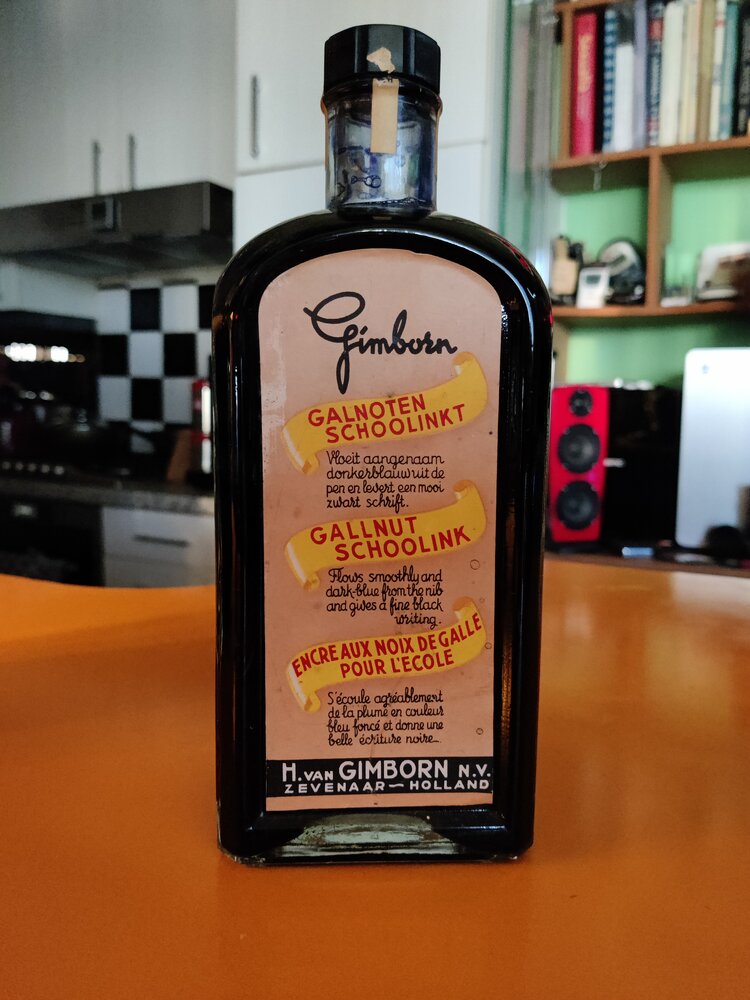 Gimborn
GALNOTEN
SCHOOLINKT
Vloeit aangenaam
donkerblauw uit de
pen en levert een mooi
zwart schrift.
GALLNUT
SCHOOLINK
Flows smoothly and
dark-blue from the nib
and gives a fine black
writing.
ENCRE AUX NOIX DE GALLE
POUR L'ECOLE
S'écoule agréablement
de la plume en couleur
bleu foncé et donne une
belle écriture noire.
H. VAN GIMBORN N.V.
ZEVENAAR — HOLLAND